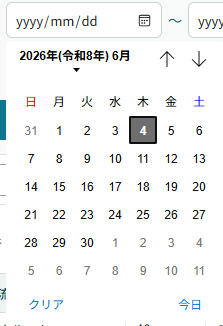 yyyy/mm/dd ～ yyyy
2026年(令和8年) 6月
日 月 火 水 木 金 土
31 1 2 3 4 5 6
7 8 9 10 11 12 13
14 15 16 17 18 19 20
21 22 23 24 25 26 27
28 29 30 1 2 3 4
5 6 7 8 9 10 11
クリア 今日